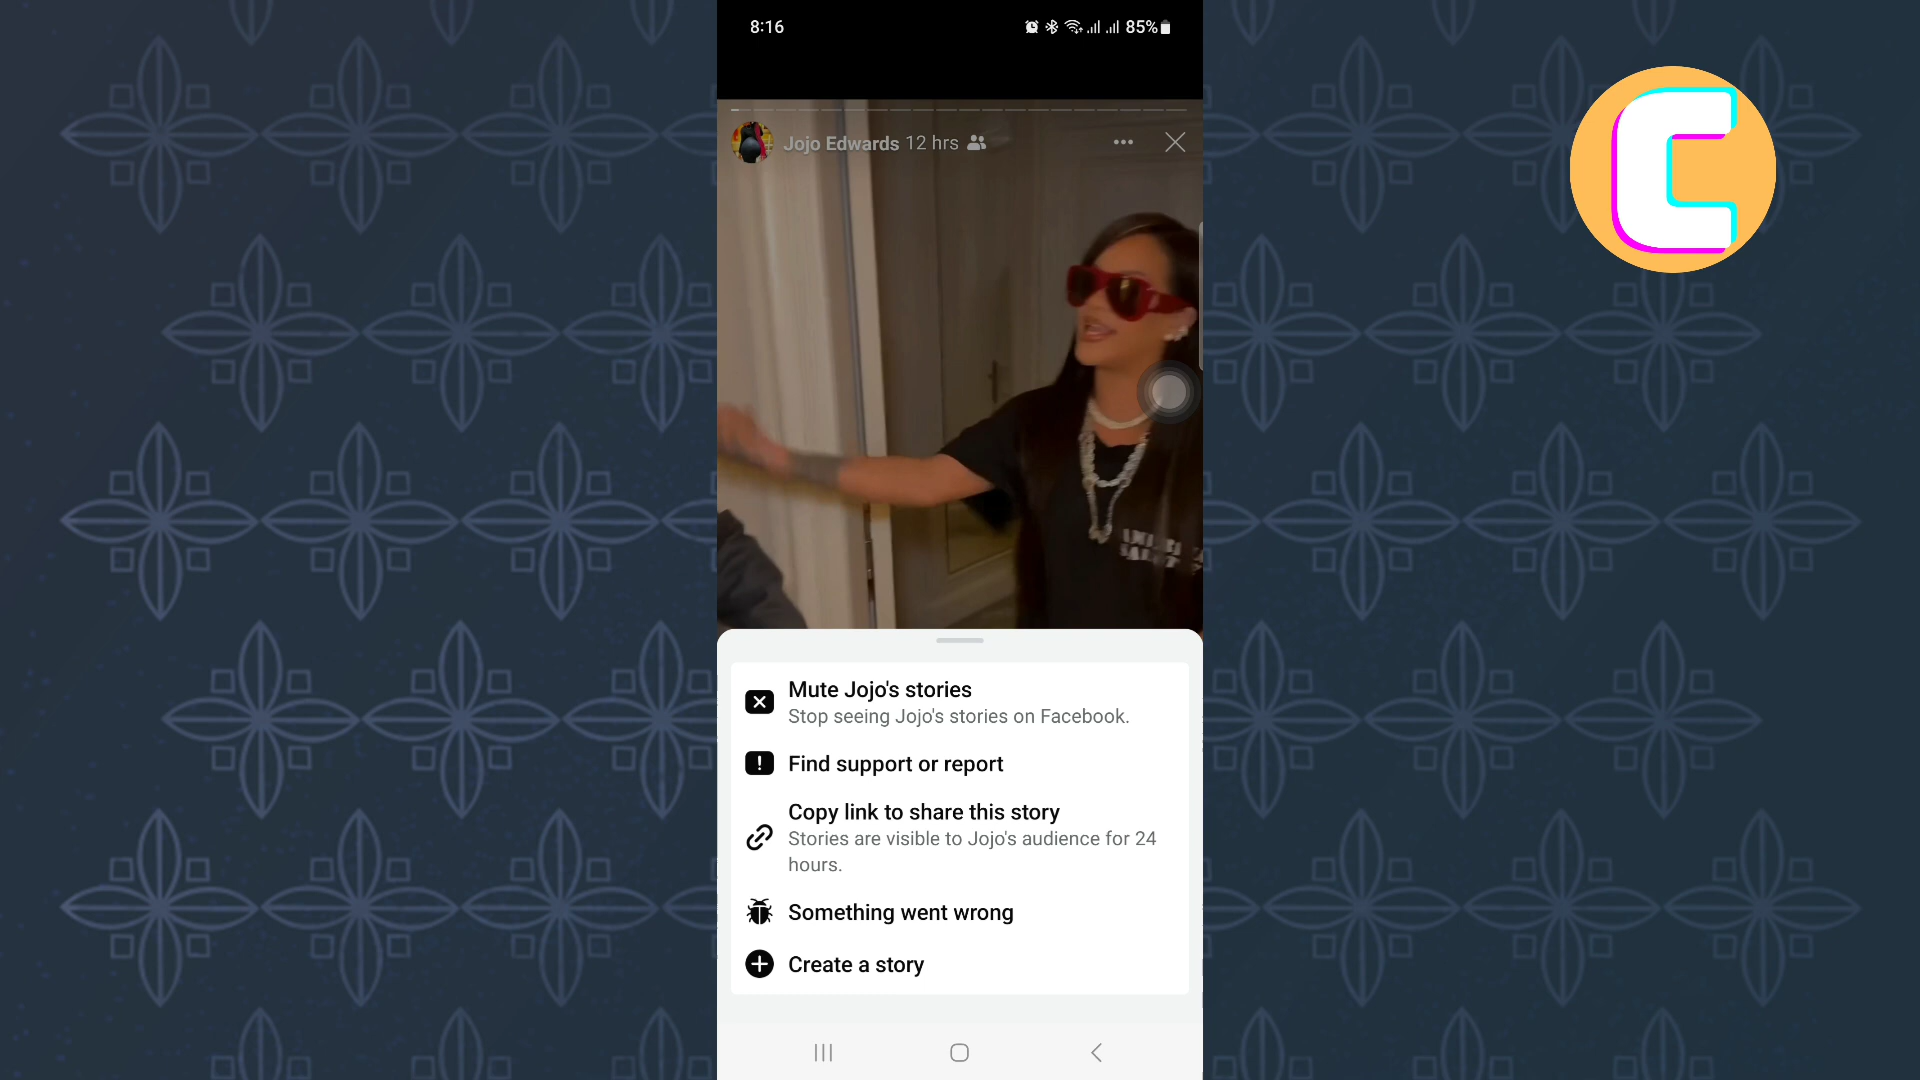 8:16
85%
Jojo Edwards 12 hrs
C
Mute Jojo's stories
Stop seeing Jojo's stories on Facebook.
Find support or report
Copy link to share this story
Stories are visible to Jojo's audience for 24
hours.
Something went wrong
Create a story